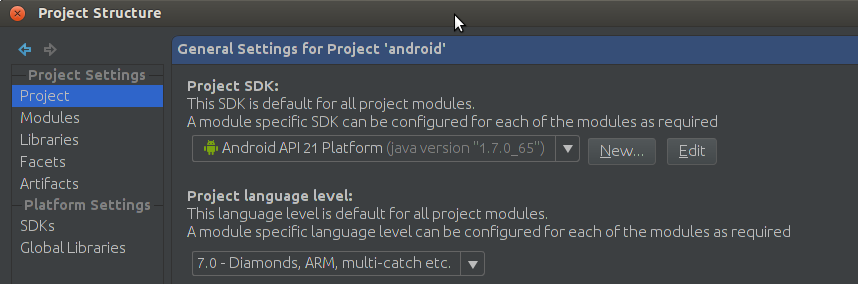 Project Structure
General Settings for Project 'android'
Project Settings
Project
Modules
Libraries
Facets
Artifacts
Platform Settings
SDKs
Global Libraries
Project SDK:
This SDK is default for all project modules.
A module specific SDK can be configured for each of the modules as required
Android API 21 Platform (java version "1.7.0_65")
New...
Edit
Project language level:
This language level is default for all project modules.
A module specific language level can be configured for each of the modules as required
7.0 - Diamonds, ARM, multi-catch etc.